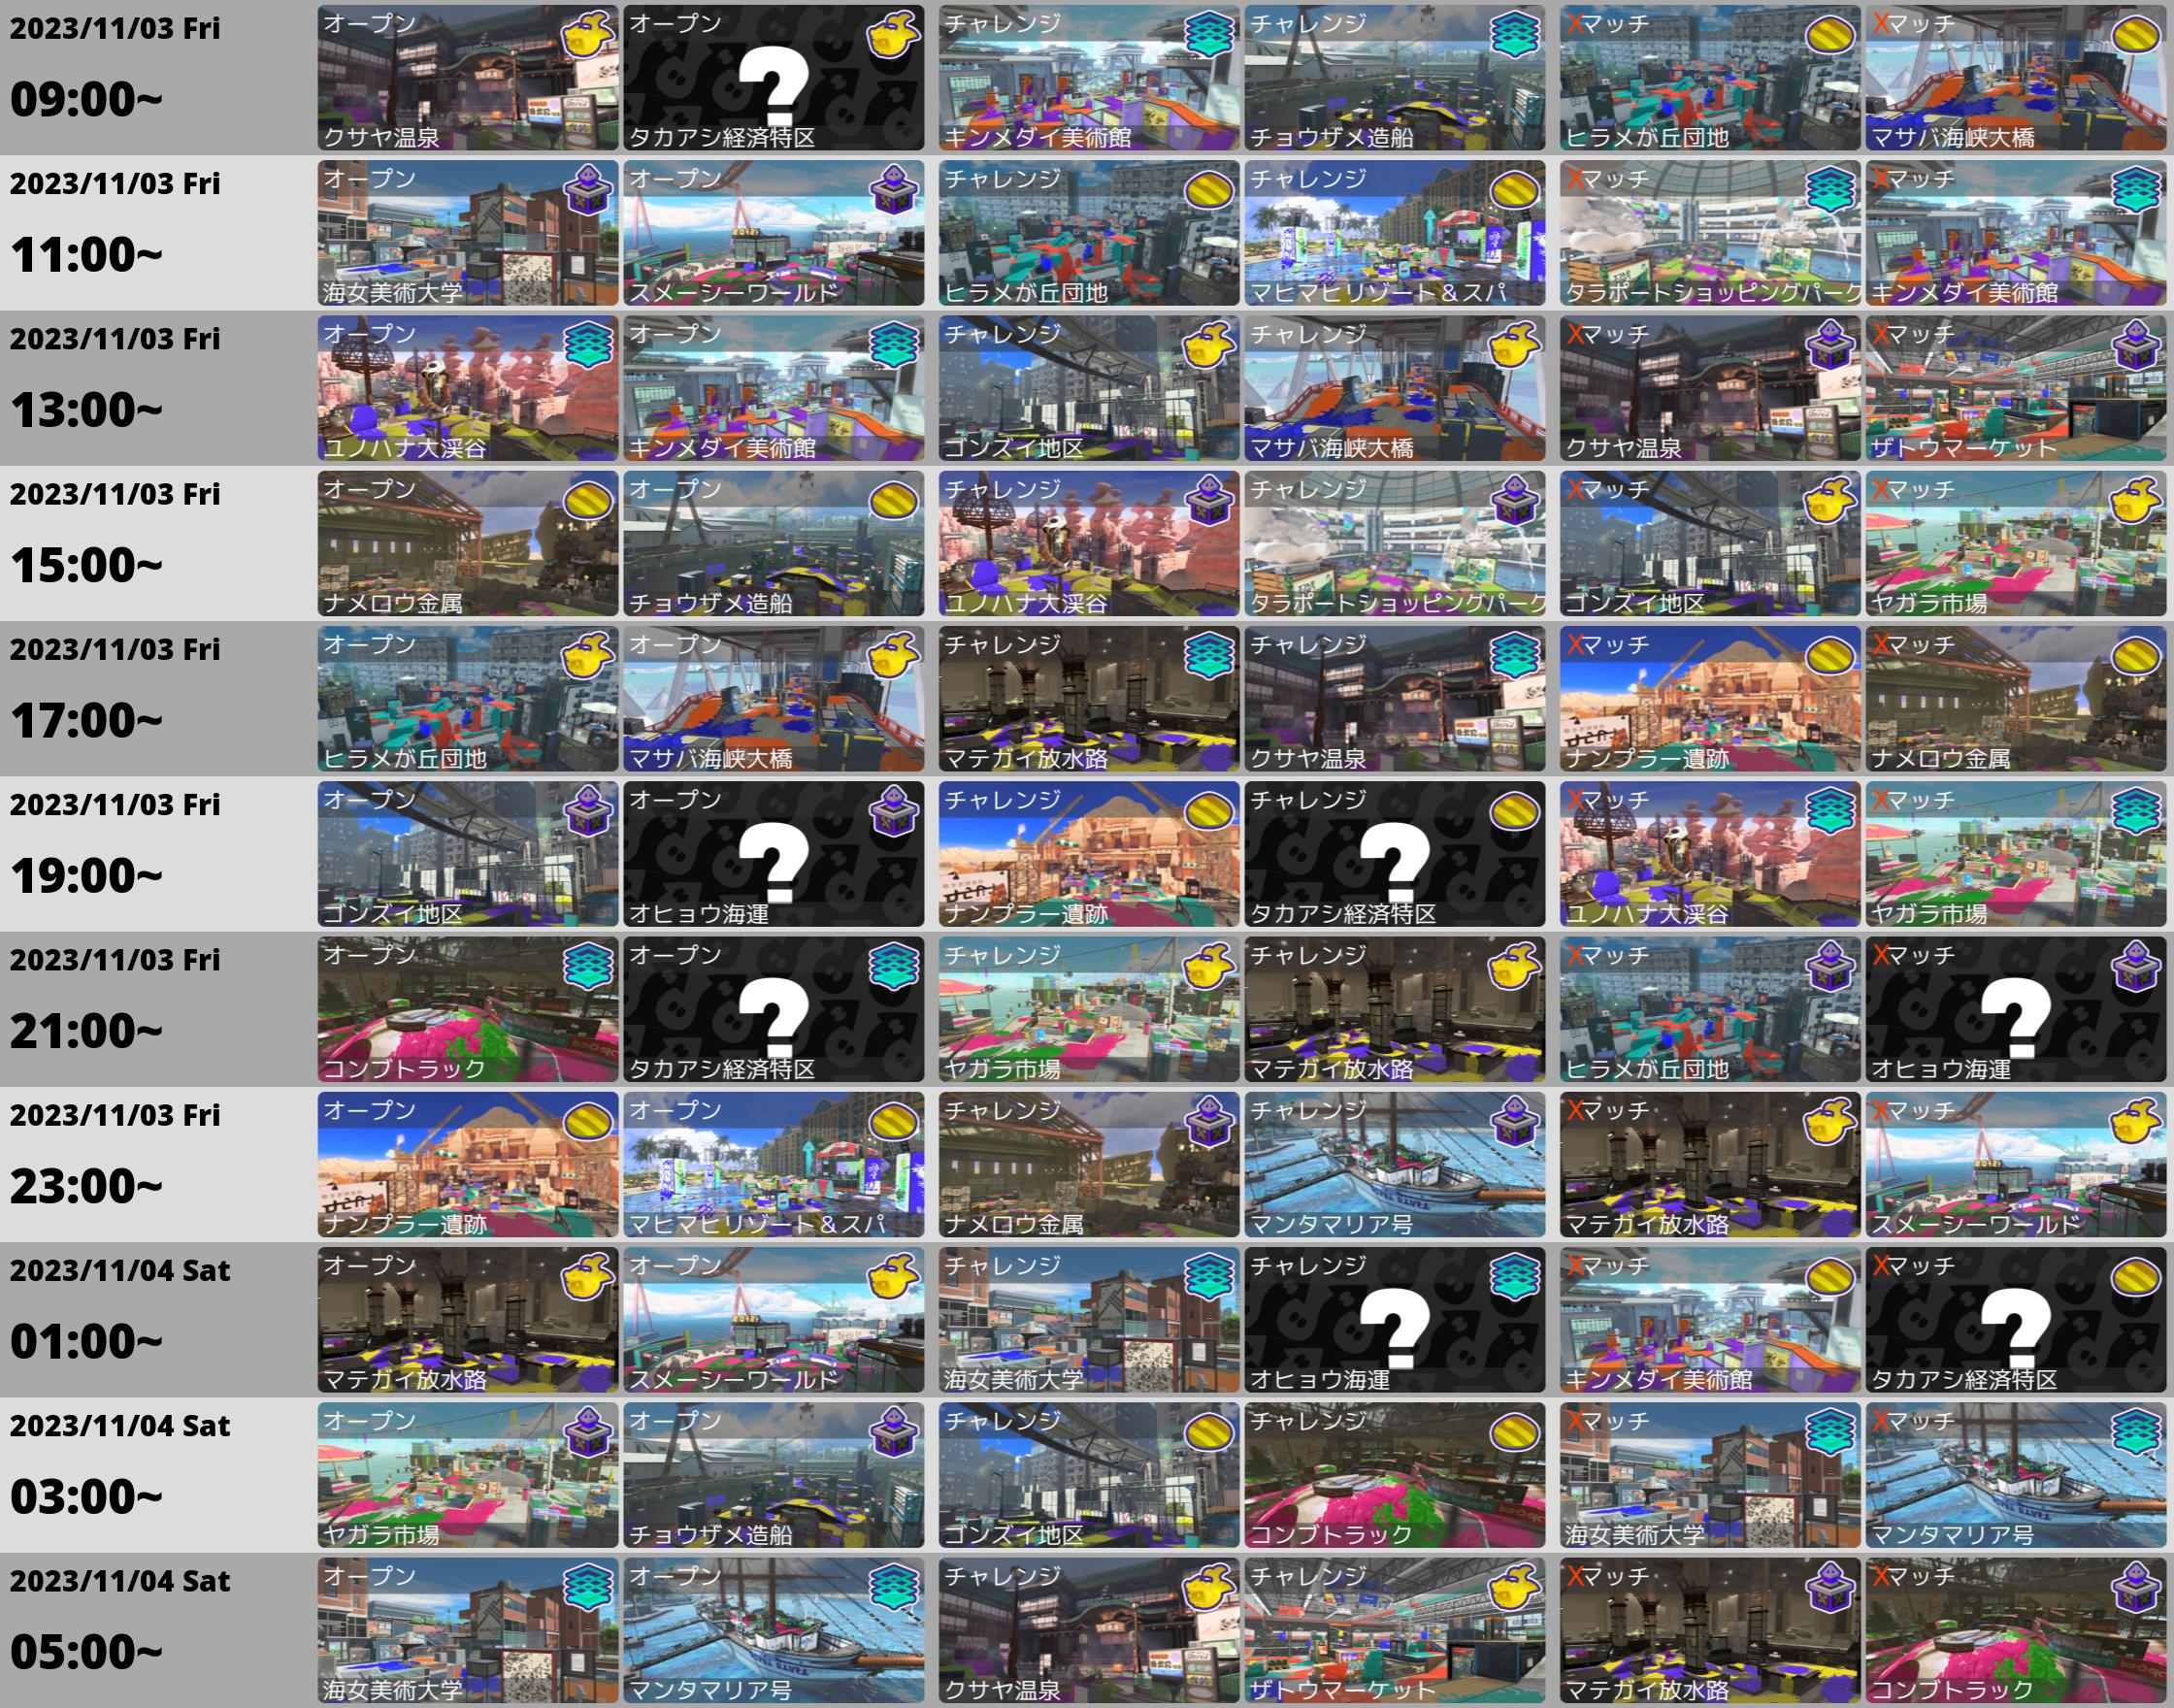 2023/11/03 Fri
09:00~
オープン
クサヤ温泉
オープン
タカアシ経済特区
チャレンジ
キンメダイ美術館
チャレンジ
チョウザメ造船
Xマッチ
ヒラメが丘団地
Xマッチ
マサバ海峡大橋
2023/11/03 Fri
11:00~
オープン
海女美術大学
オープン
スメーシーワールド
チャレンジ
ヒラメが丘団地
チャレンジ
マヒマヒリゾート＆スパ
Xマッチ
タラポートショッピングパーク
Xマッチ
キンメダイ美術館
2023/11/03 Fri
13:00~
オープン
ユノハナ大渓谷
オープン
キンメダイ美術館
チャレンジ
ゴンズイ地区
チャレンジ
マサバ海峡大橋
Xマッチ
クサヤ温泉
Xマッチ
ザトウマーケット
2023/11/03 Fri
15:00~
オープン
ナメロウ金属
オープン
チョウザメ造船
チャレンジ
ユノハナ大渓谷
チャレンジ
タラポートショッピングパーク
Xマッチ
ゴンズイ地区
Xマッチ
ヤガラ市場
2023/11/03 Fri
17:00~
オープン
ヒラメが丘団地
オープン
マサバ海峡大橋
チャレンジ
マテガイ放水路
チャレンジ
クサヤ温泉
Xマッチ
ナンプラー遺跡
Xマッチ
ナメロウ金属
2023/11/03 Fri
19:00~
オープン
ゴンズイ地区
オープン
オヒョウ海運
チャレンジ
ナンプラー遺跡
チャレンジ
タカアシ経済特区
Xマッチ
ユノハナ大渓谷
Xマッチ
ヤガラ市場
2023/11/03 Fri
21:00~
オープン
コンブトラック
オープン
タカアシ経済特区
チャレンジ
ヤガラ市場
チャレンジ
マテガイ放水路
Xマッチ
ヒラメが丘団地
Xマッチ
オヒョウ海運
2023/11/03 Fri
23:00~
オープン
ナンプラー遺跡
オープン
マヒマヒリゾート＆スパ
チャレンジ
ナメロウ金属
チャレンジ
マンタマリア号
Xマッチ
マテガイ放水路
Xマッチ
スメーシーワールド
2023/11/04 Sat
01:00~
オープン
マテガイ放水路
オープン
スメーシーワールド
チャレンジ
海女美術大学
チャレンジ
オヒョウ海運
Xマッチ
キンメダイ美術館
Xマッチ
タカアシ経済特区
2023/11/04 Sat
03:00~
オープン
ヤガラ市場
オープン
チョウザメ造船
チャレンジ
ゴンズイ地区
チャレンジ
コンブトラック
Xマッチ
海女美術大学
Xマッチ
マンタマリア号
2023/11/04 Sat
05:00~
オープン
海女美術大学
オープン
マンタマリア号
チャレンジ
クサヤ温泉
チャレンジ
ザトウマーケット
Xマッチ
マテガイ放水路
Xマッチ
コンブトラック